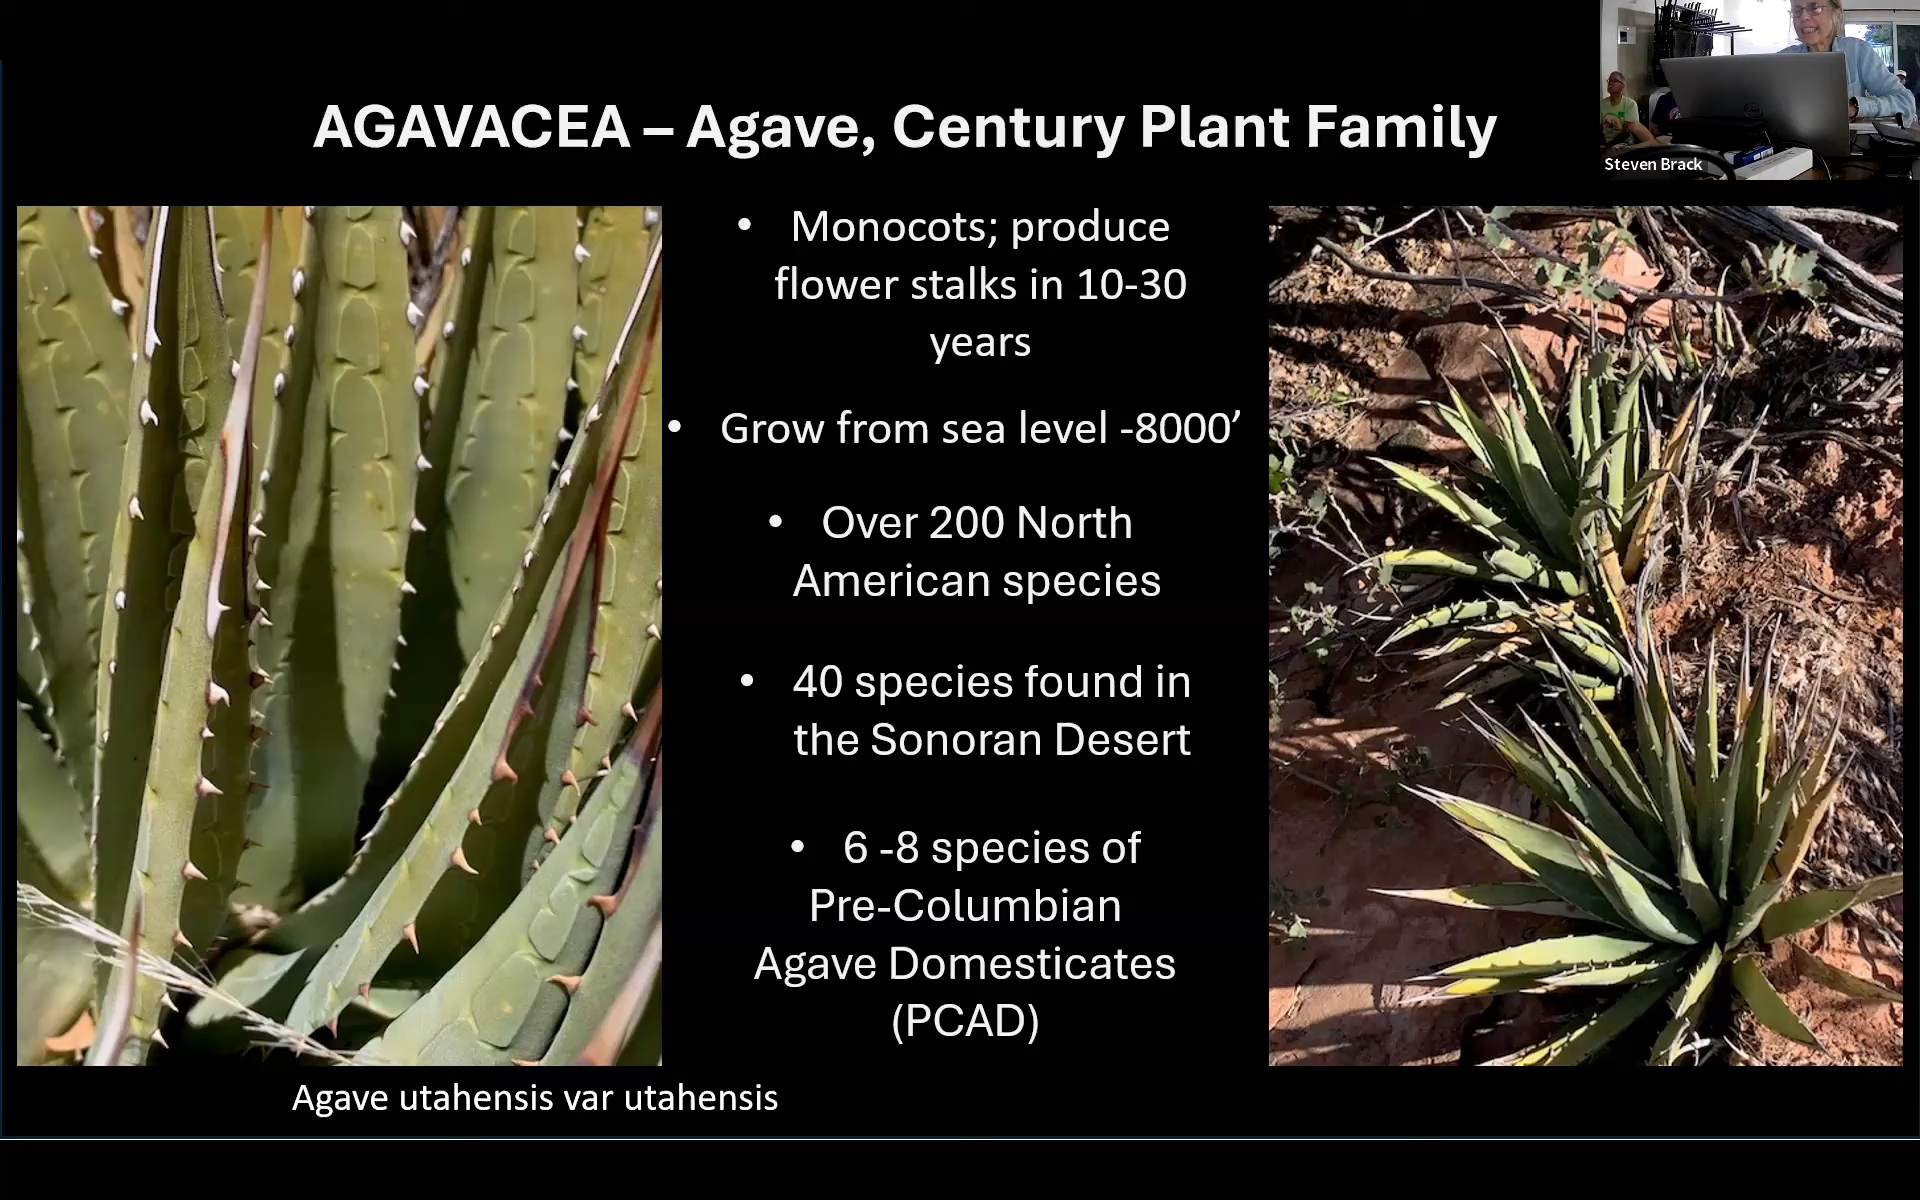 AGAVACEA – Agave, Century Plant Family
Steven Brack
• Monocots; produce
flower stalks in 10-30
years
• Grow from sea level -8000’
• Over 200 North
American species
• 40 species found in
the Sonoran Desert
• 6 -8 species of
Pre-Columbian
Agave Domesticates
(PCAD)
Agave utahensis var utahensis